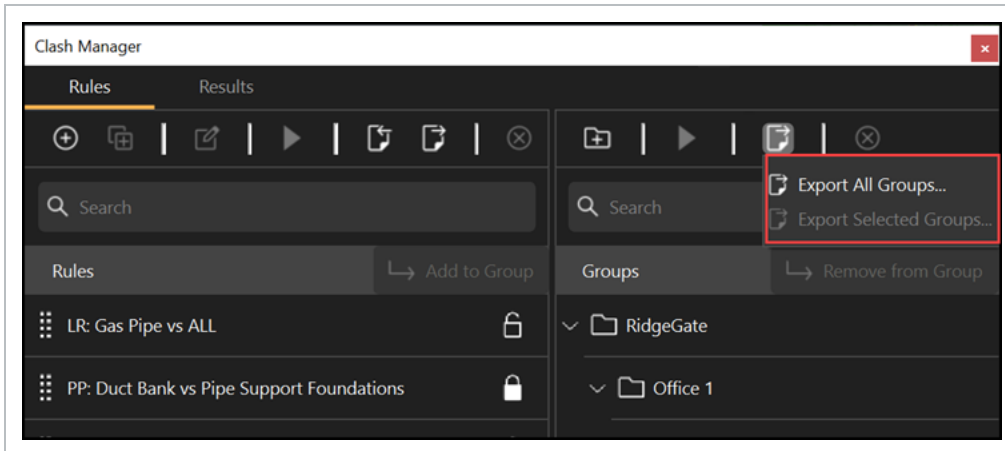 Clash Manager
Rules
Results
Search
Search
Export All Groups...
Export Selected Groups...
Rules
Add to Group
Groups
Remove from Group
LR: Gas Pipe vs ALL
RidgeGate
PP: Duct Bank vs Pipe Support Foundations
Office 1